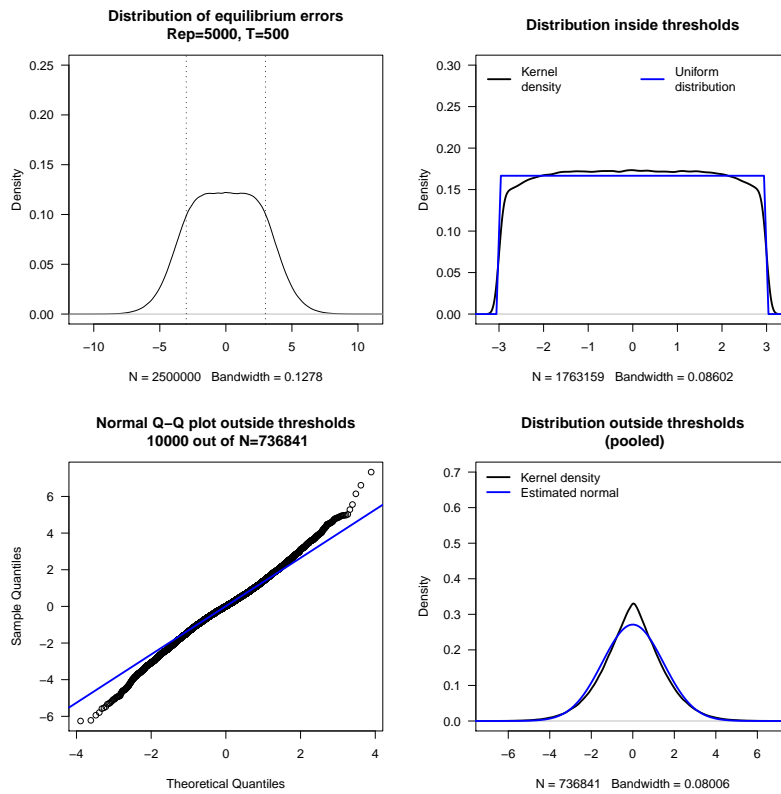 Distribution of equilibrium errors
Rep=5000, T=500
0.25
0.20
0.15
0.10
0.05
0.00
Density
−10 −5 0 5 10
N = 2500000 Bandwidth = 0.1278
Distribution inside thresholds
Kernel density
Uniform distribution
0.30
0.25
0.20
0.15
0.10
0.05
0.00
Density
−3 −2 −1 0 1 2 3
N = 1763159 Bandwidth = 0.08602
Normal Q−Q plot outside thresholds
10000 out of N=736841
6
4
2
0
−2
−4
−6
Sample Quantiles
−4 −2 0 2 4
Theoretical Quantiles
Distribution outside thresholds
(pooled)
Kernel density
Estimated normal
0.7
0.6
0.5
0.4
0.3
0.2
0.1
0.0
Density
−6 −4 −2 0 2 4 6
N = 736841 Bandwidth = 0.08006